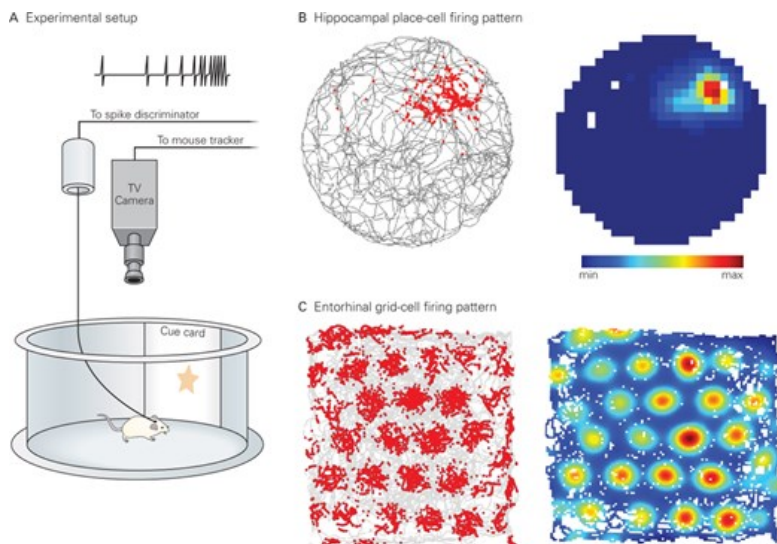 A Experimental setup
To spike discriminator
To mouse tracker
TV
Camera
Cue card
B Hippocampal place-cell firing pattern
min
max
C Entorhinal grid-cell firing pattern